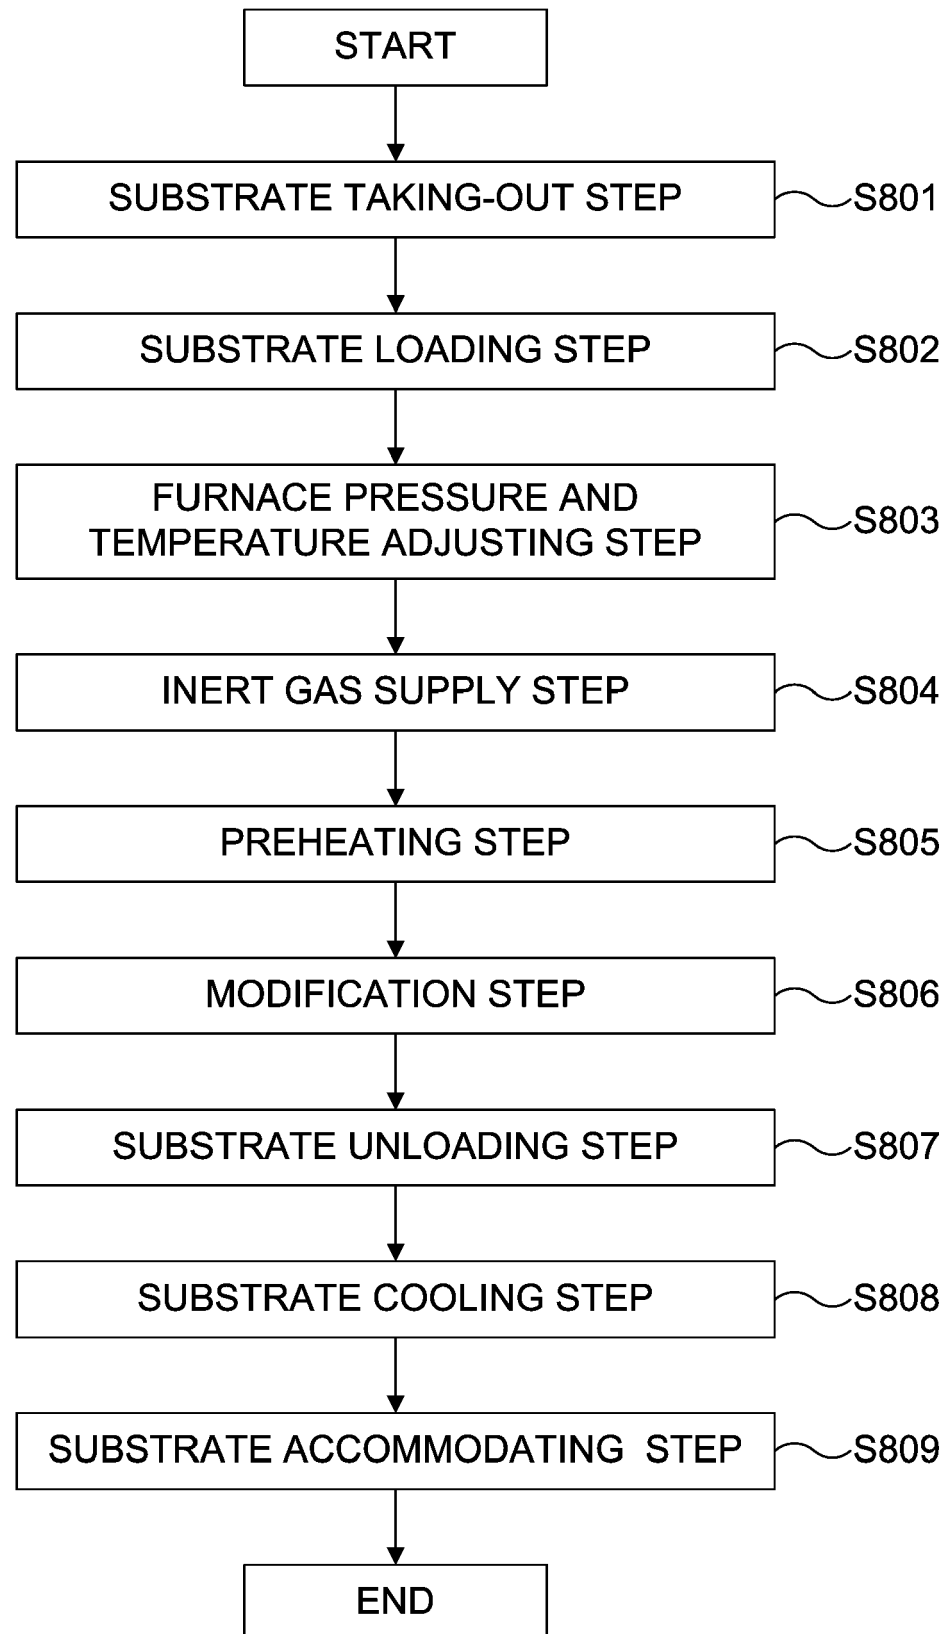 START
SUBSTRATE TAKING-OUT STEP
S801
SUBSTRATE LOADING STEP
S802
FURNACE PRESSURE AND
TEMPERATURE ADJUSTING STEP
S803
INERT GAS SUPPLY STEP
S804
PREHEATING STEP
S805
MODIFICATION STEP
S806
SUBSTRATE UNLOADING STEP
S807
SUBSTRATE COOLING STEP
S808
SUBSTRATE ACCOMMODATING STEP
S809
END